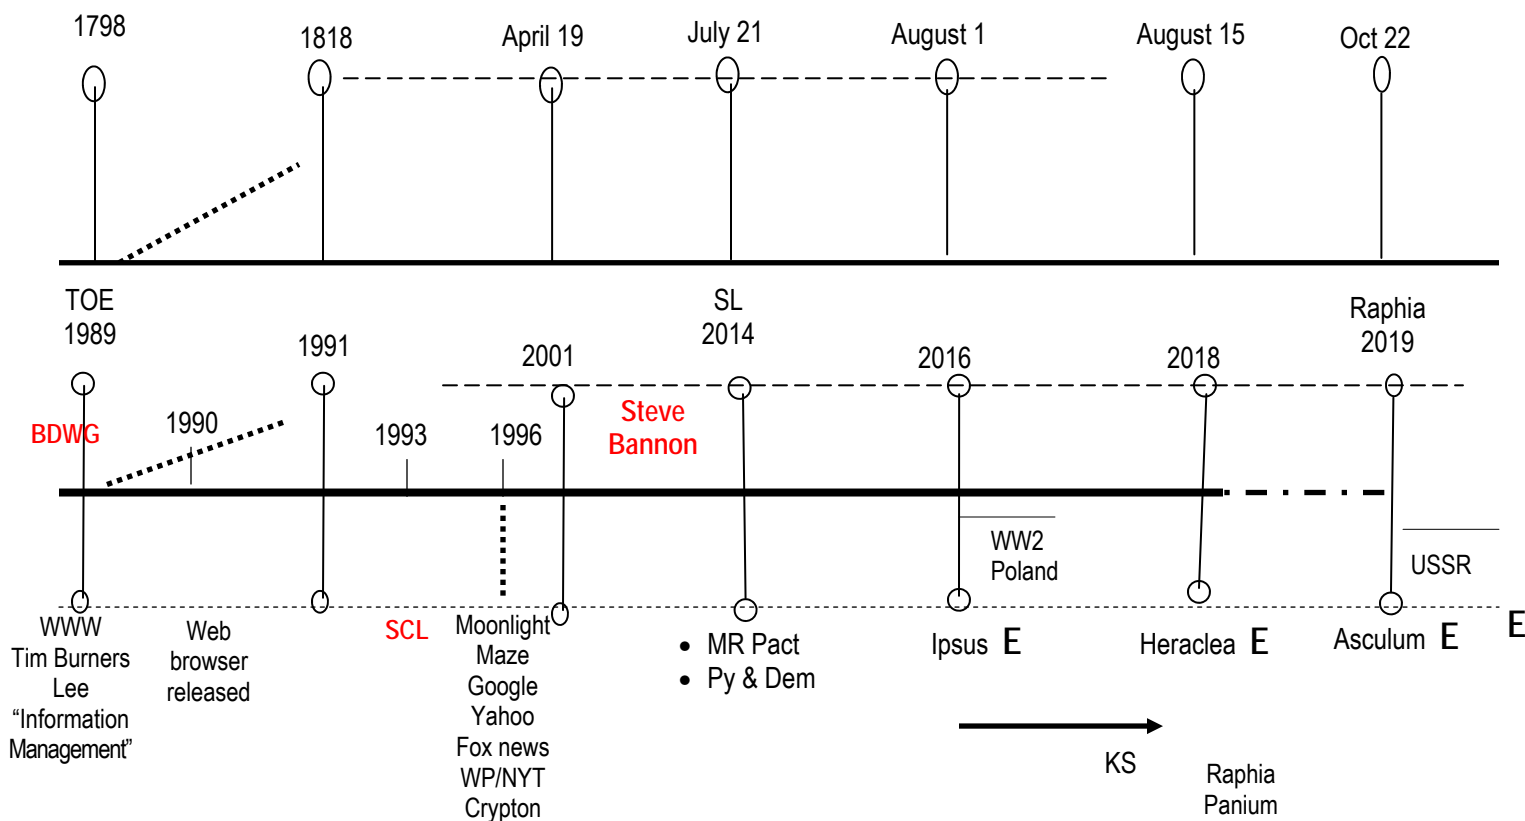 1798
1818
April 19
July 21
August 1
August 15
Oct 22
TOE
1989
1991
2001
SL
2014
2016
2018
Raphia
2019
BDWG
1990
1993
1996
Steve
Bannon
WW2
Poland
USSR
WWW
Tim Burners
Lee
“Information
Management”
Web
browser
released
SCL
Moonlight
Maze
Google
Yahoo
Fox news
WP/NYT
Crypton
• MR Pact
• Py & Dem
Ipsus E
Heraclea E
Asculum E
E
KS
Raphia
Panium